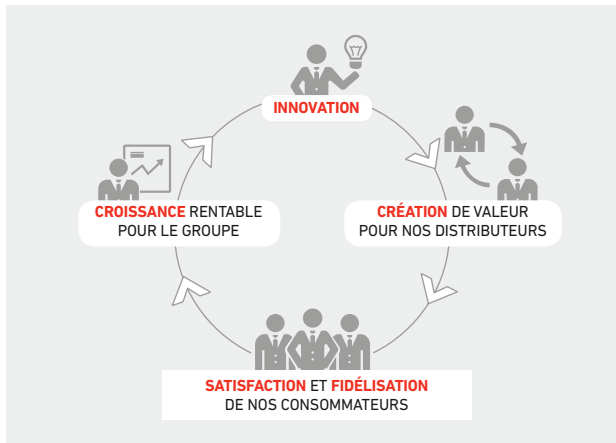 INNOVATION
CRÉATION DE VALEUR
POUR NOS DISTRIBUTEURS
SATISFACTION ET FIDÉLISATION
DE NOS CONSOMMATEURS
CROISSANCE RENTABLE
POUR LE GROUPE